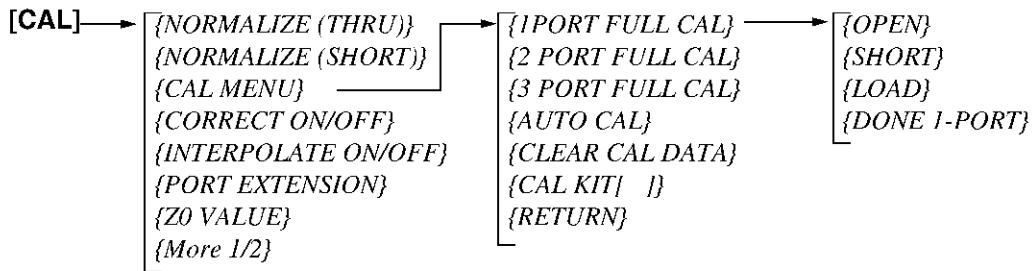 [CAL]
{NORMALIZE (THRU)}
{NORMALIZE (SHORT)}
{CAL MENU}
{CORRECT ON/OFF}
{INTERPOLATE ON/OFF}
{PORT EXTENSION}
{Z0 VALUE}
{More 1/2}
{1PORT FULL CAL}
{2 PORT FULL CAL}
{3 PORT FULL CAL}
{AUTO CAL}
{CLEAR CAL DATA}
{CAL KIT[   ]}
{RETURN}
{OPEN}
{SHORT}
{LOAD}
{DONE 1-PORT}